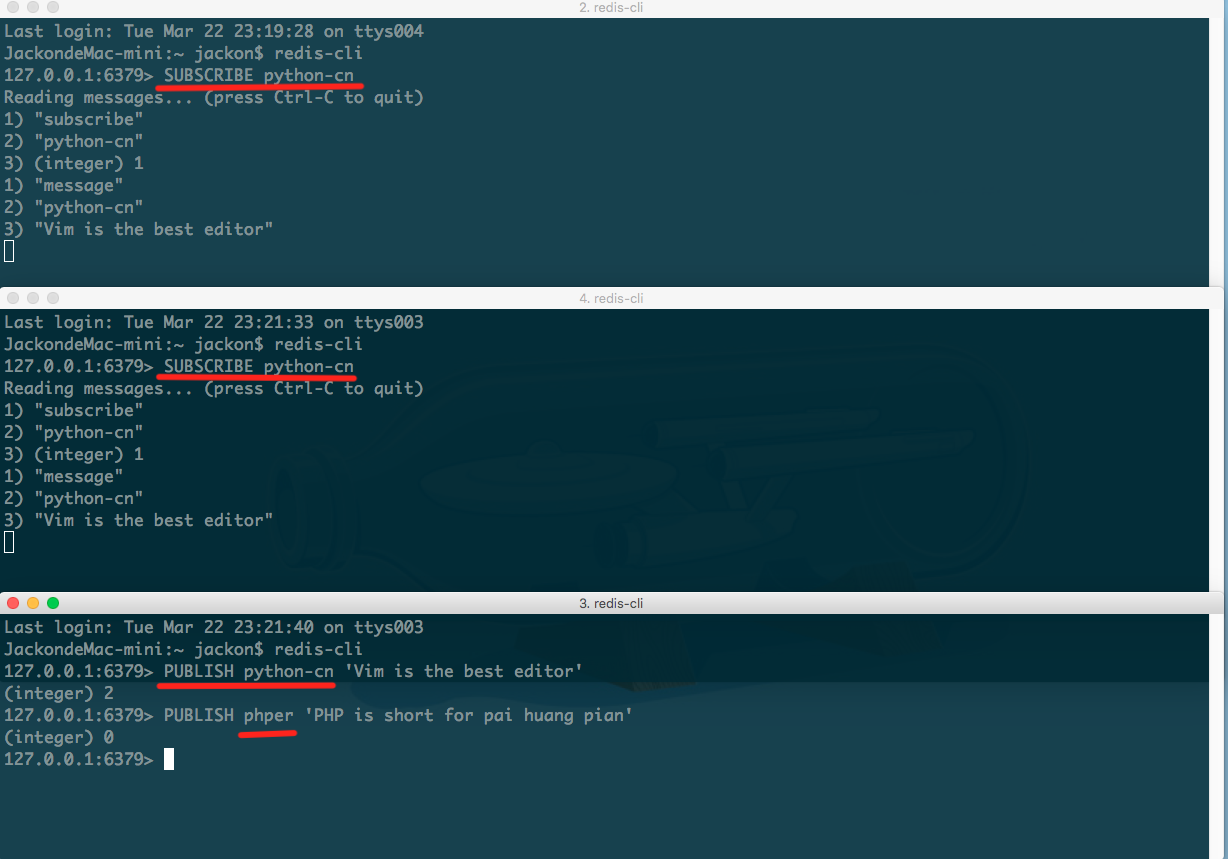 2. redis-cli
Last login: Tue Mar 22 23:19:28 on ttys004
JackondeMac-mini:~ jackon$ redis-cli
127.0.0.1:6379> SUBSCRIBE python-cn
Reading messages... (press Ctrl-C to quit)
1) "subscribe"
2) "python-cn"
3) (integer) 1
1) "message"
2) "python-cn"
3) "Vim is the best editor"
4. redis-cli
Last login: Tue Mar 22 23:21:33 on ttys003
JackondeMac-mini:~ jackon$ redis-cli
127.0.0.1:6379> SUBSCRIBE python-cn
Reading messages... (press Ctrl-C to quit)
1) "subscribe"
2) "python-cn"
3) (integer) 1
1) "message"
2) "python-cn"
3) "Vim is the best editor"
3. redis-cli
Last login: Tue Mar 22 23:21:40 on ttys003
JackondeMac-mini:~ jackon$ redis-cli
127.0.0.1:6379> PUBLISH python-cn 'Vim is the best editor'
(integer) 2
127.0.0.1:6379> PUBLISH phper 'PHP is short for pai huang pian'
(integer) 0
127.0.0.1:6379>